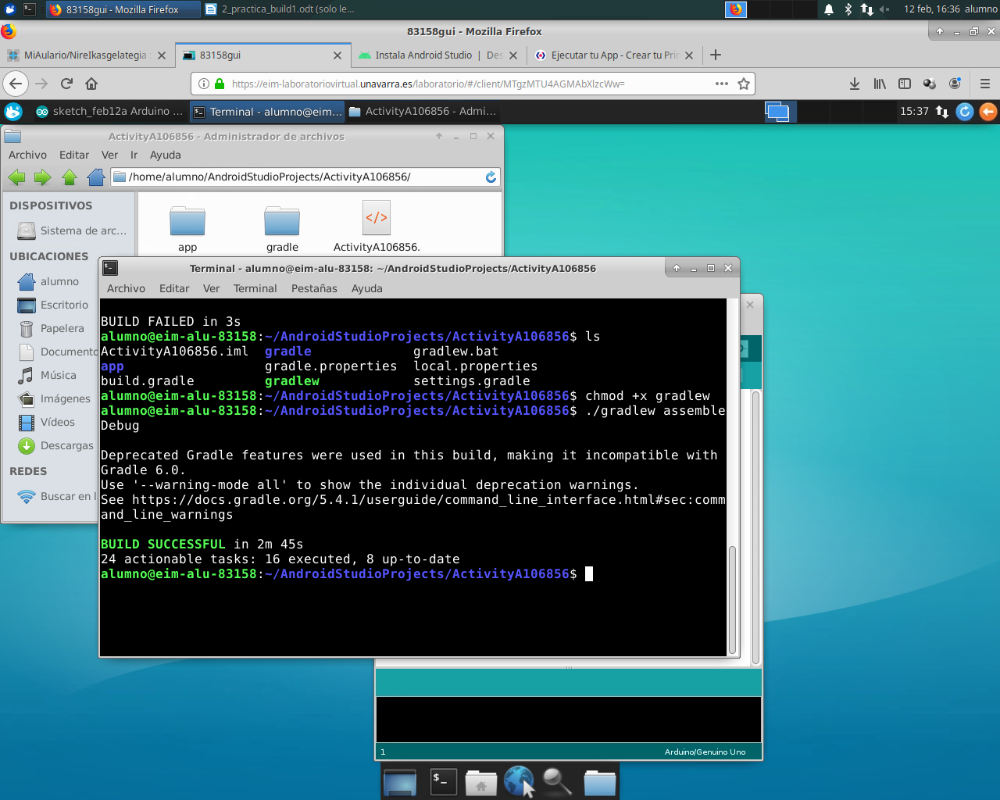 83158gui - Mozilla Firefox
2_practica_build1.odt (solo le...
12 feb, 16:36 alumno
83158gui - Mozilla Firefox
MiAulario/NireIkasgelategia :
83158gui
Instala Android Studio | Des
Ejecutar tu App - Crear tu Prin
https://eim-laboratoriovirtual.unavarra.es/laboratorio/#/client/MTgzMTU4AGMAbXlzcWw=
sketch_feb12a Arduino ...
Terminal - alumno@eim...
ActivityA106856 - Admi...
15:37
ActivityA106856 - Administrador de archivos
Archivo Editar Ver Ir Ayuda
/home/alumno/AndroidStudioProjects/ActivityA106856/
DISPOSITIVOS
Sistema de arc...
UBICACIONES
alumno
Escritorio
Papelera
Documento
Música
Imágenes
Vídeos
Descargas
REDES
Buscar en l
app
gradle
ActivityA106856.
Terminal - alumno@eim-alu-83158: ~/AndroidStudioProjects/ActivityA106856
Archivo Editar Ver Terminal Pestañas Ayuda
BUILD FAILED in 3s
alumno@eim-alu-83158:~/AndroidStudioProjects/ActivityA106856$ ls
ActivityA106856.iml gradle gradlew.bat
app gradle.properties local.properties
build.gradle gradlew settings.gradle
alumno@eim-alu-83158:~/AndroidStudioProjects/ActivityA106856$ chmod +x gradlew
alumno@eim-alu-83158:~/AndroidStudioProjects/ActivityA106856$ ./gradlew assemble
Debug
Deprecated Gradle features were used in this build, making it incompatible with
Gradle 6.0.
Use '--warning-mode all' to show the individual deprecation warnings.
See https://docs.gradle.org/5.4.1/userguide/command_line_interface.html#sec:comm
and_line_warnings
BUILD SUCCESSFUL in 2m 45s
24 actionable tasks: 16 executed, 8 up-to-date
alumno@eim-alu-83158:~/AndroidStudioProjects/ActivityA106856$
1
Arduino/Genuino Uno